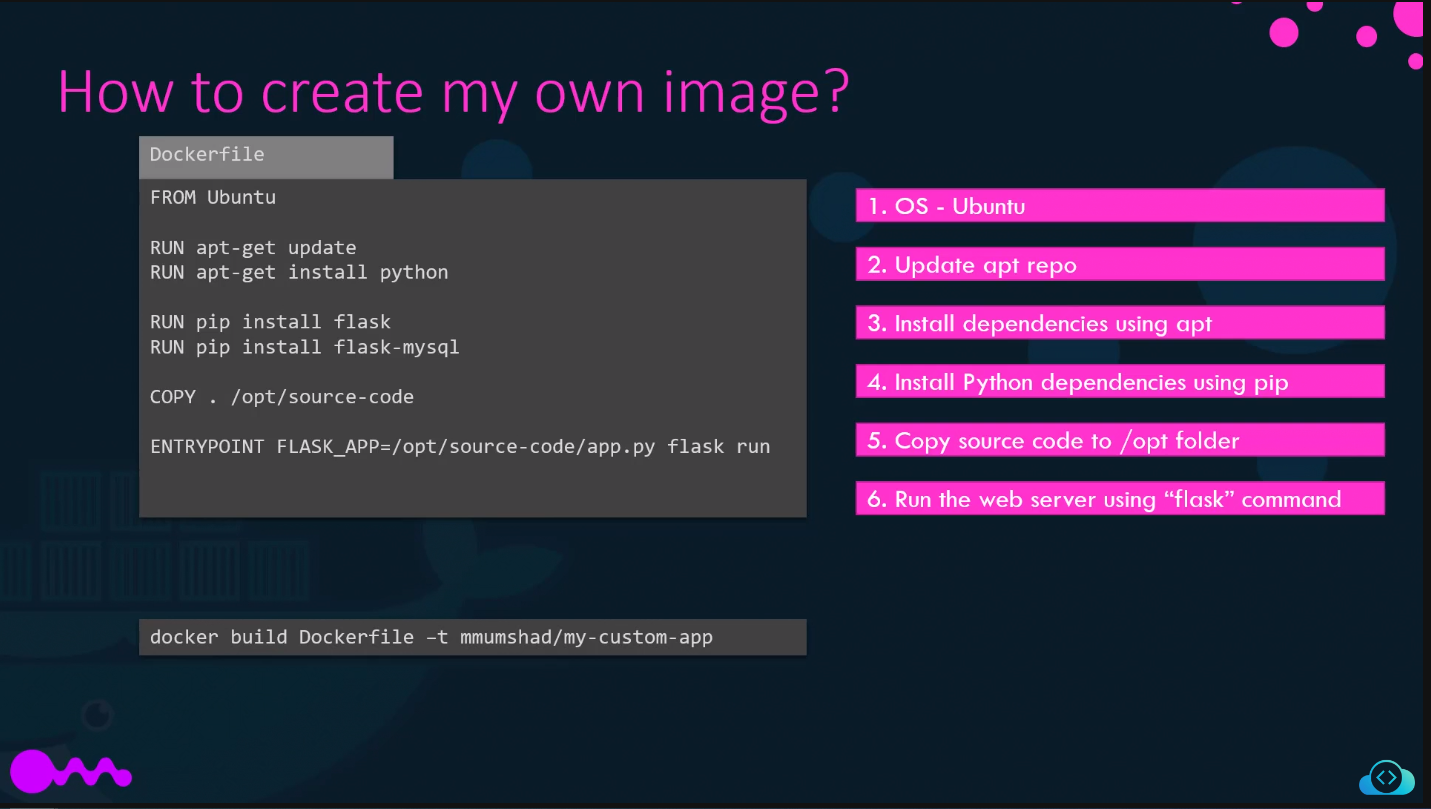 How to create my own image?
Dockerfile
FROM Ubuntu
RUN apt-get update
RUN apt-get install python
RUN pip install flask
RUN pip install flask-mysql
COPY . /opt/source-code
ENTRYPOINT FLASK_APP=/opt/source-code/app.py flask run
docker build Dockerfile –t mmumshad/my-custom-app
1. OS - Ubuntu
2. Update apt repo
3. Install dependencies using apt
4. Install Python dependencies using pip
5. Copy source code to /opt folder
6. Run the web server using “flask” command